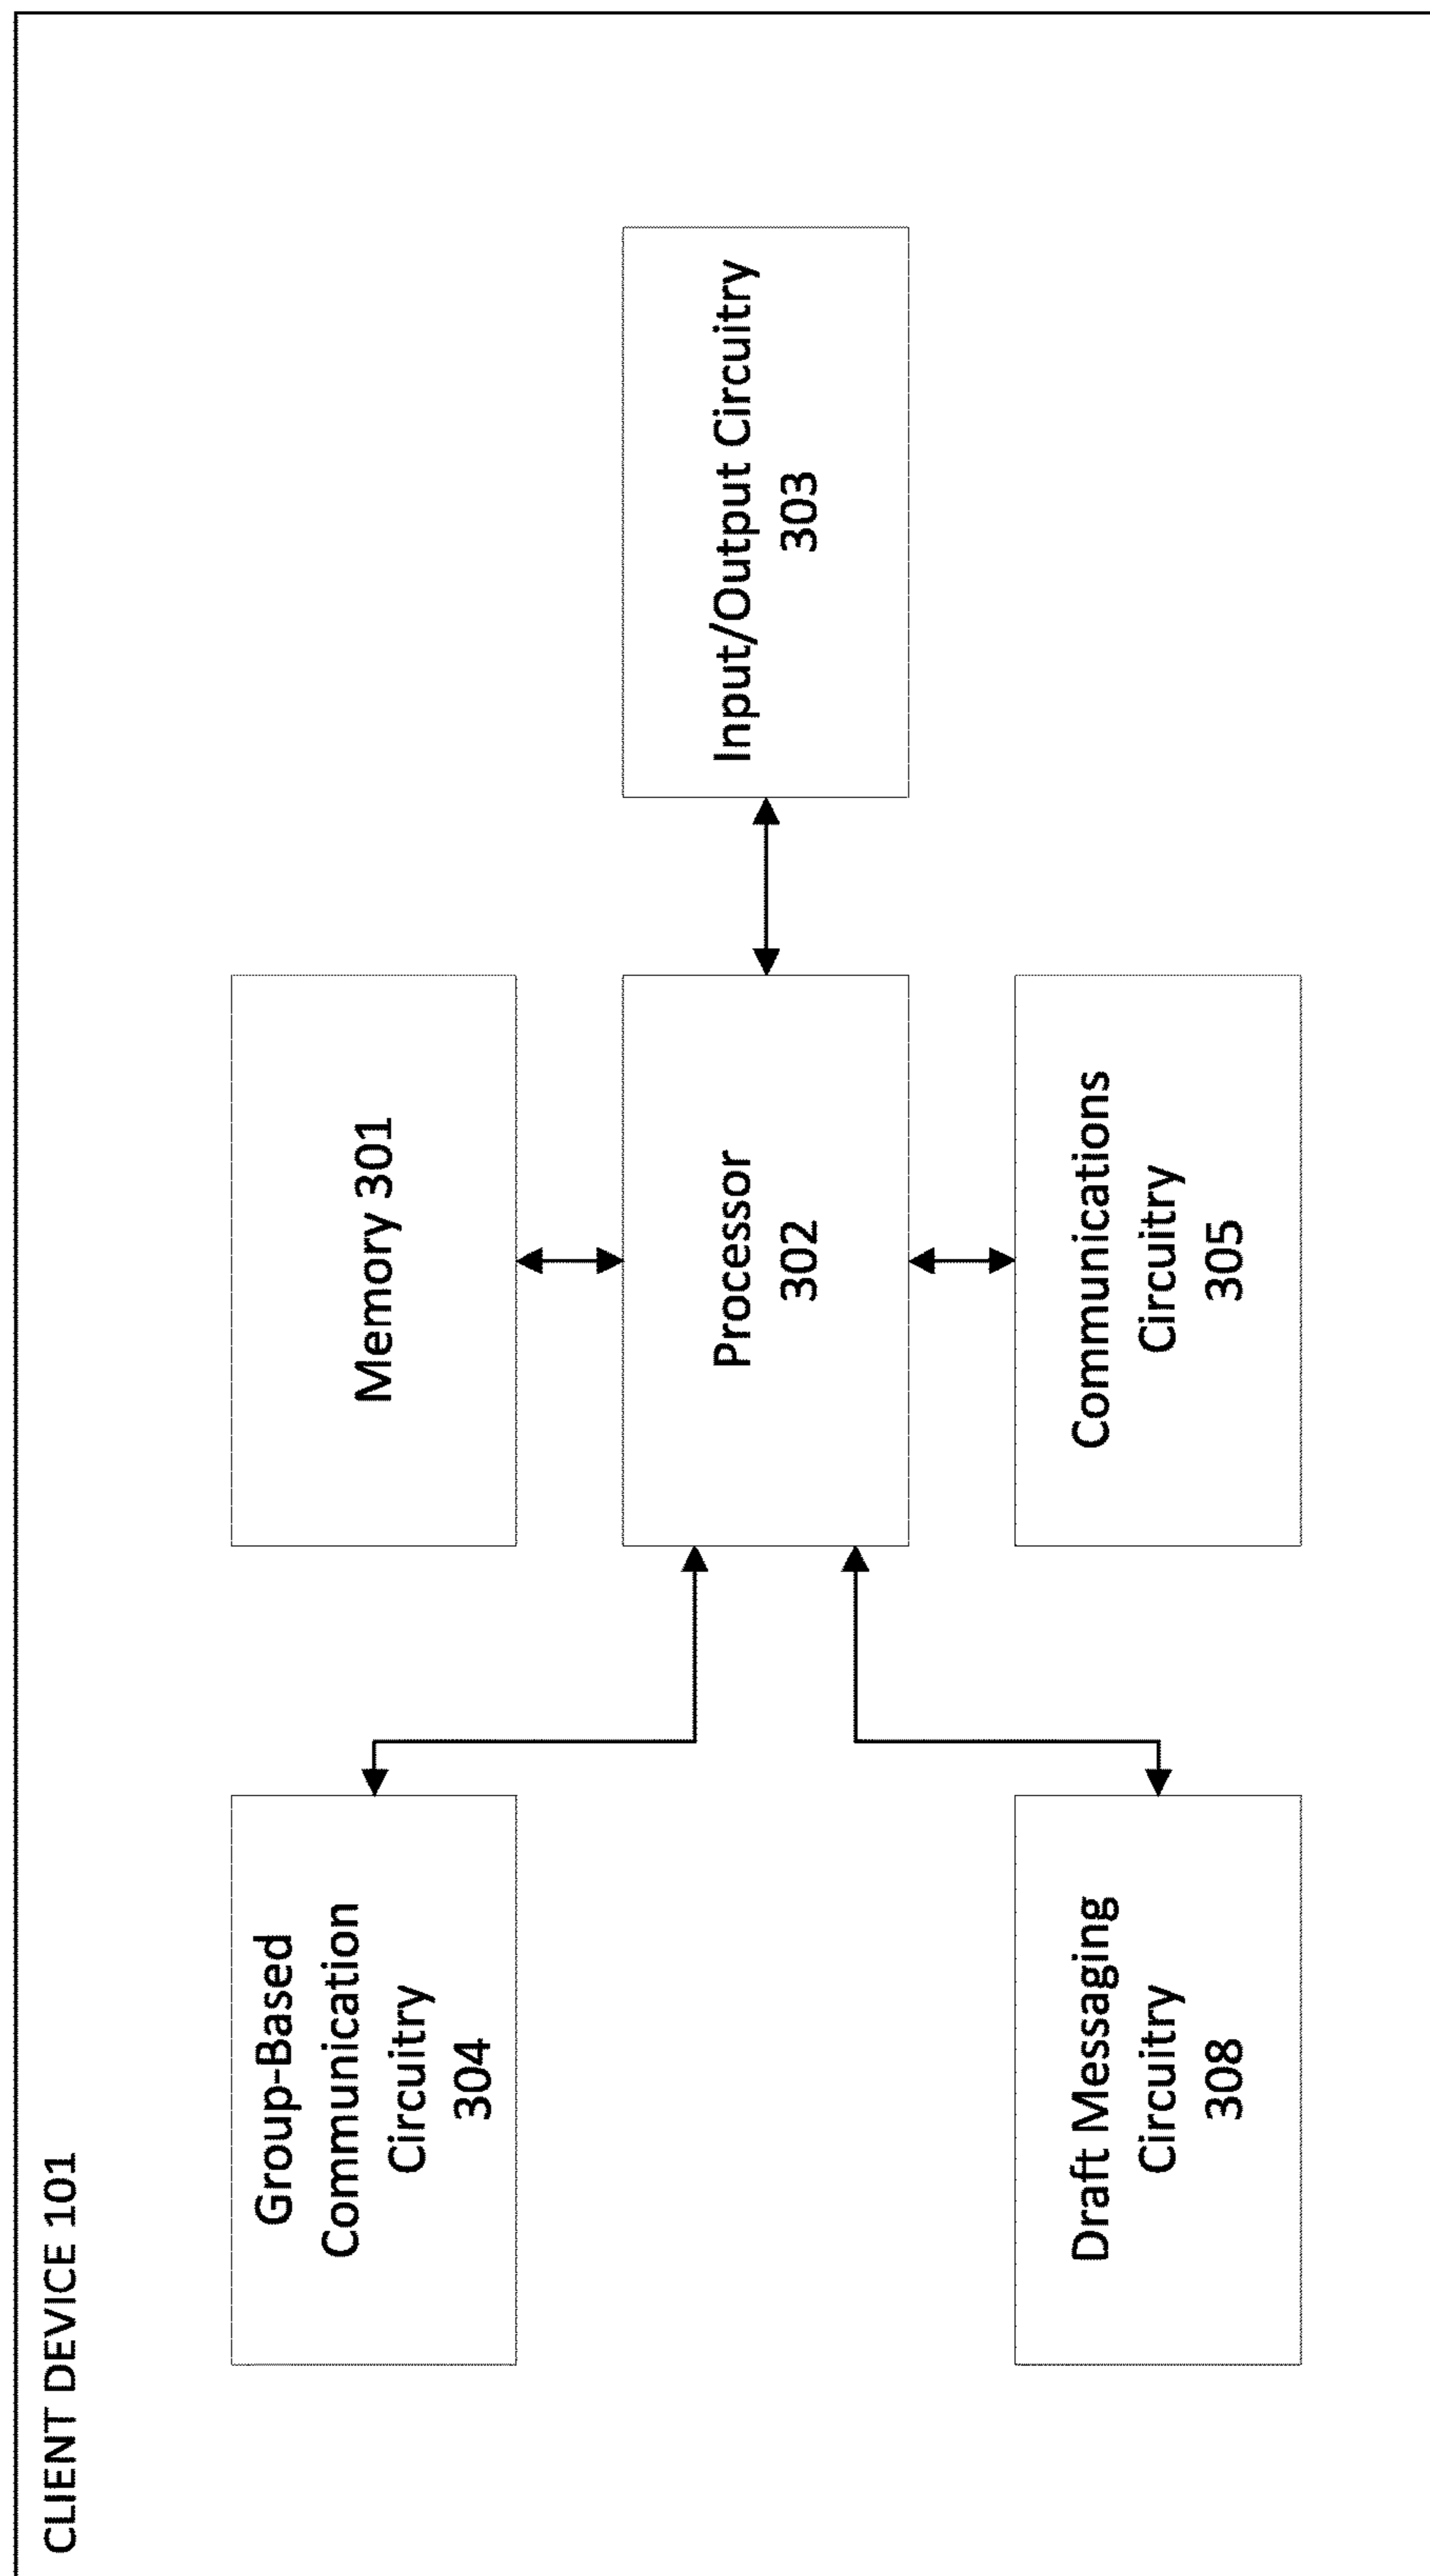 CLIENT DEVICE 101
Group-Based
Communication
Circuitry
304
Memory 301
Processor
302
Input/Output Circuitry
303
Draft Messaging
Circuitry
308
Communications
Circuitry
305